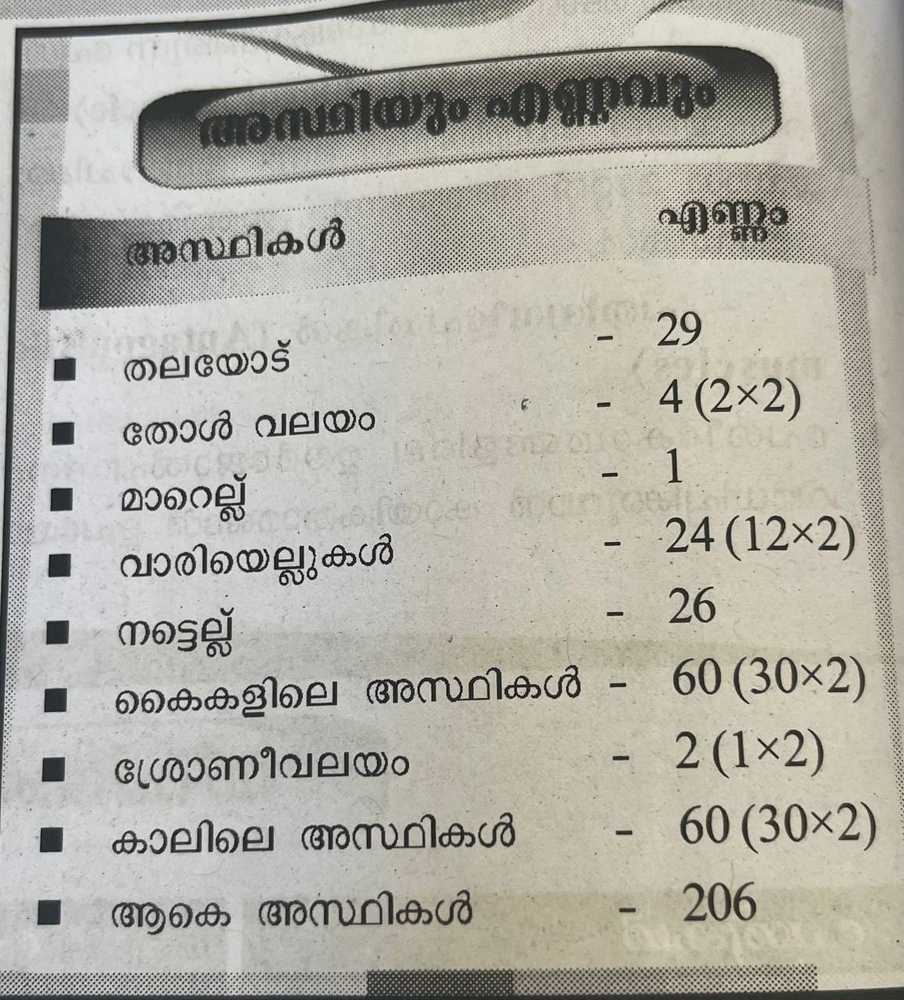 അസ്ഥിയും എണ്ണവും
അസ്ഥികൾ എണ്ണം
■ തലയോട് - 29
■ തോൾ വലയം - 4 (2×2)
■ മാറെല്ല് - 1
■ വാരിയെല്ലുകൾ - 24 (12×2)
■ നട്ടെല്ല് - 26
■ കൈകളിലെ അസ്ഥികൾ - 60 (30×2)
■ ശ്രോണീവലയം - 2 (1×2)
■ കാലിലെ അസ്ഥികൾ - 60 (30×2)
■ ആകെ അസ്ഥികൾ - 206